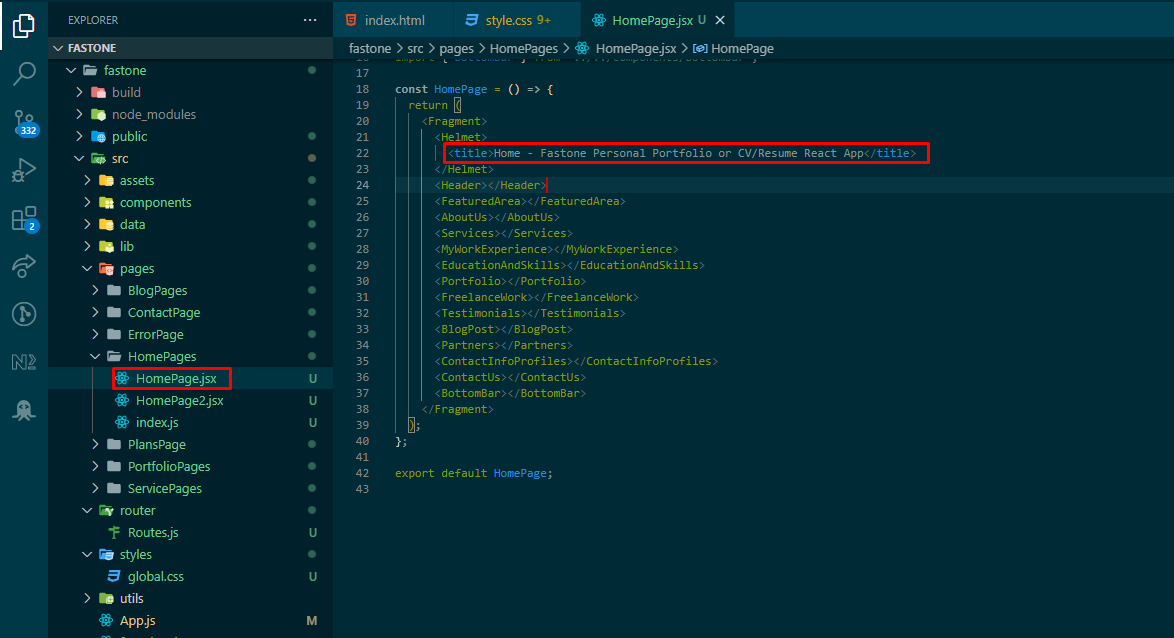 EXPLORER
FASTONE
fastone
build
node_modules
public
src
assets
components
data
lib
pages
BlogPages
ContactPage
ErrorPage
HomePages
HomePage.jsx U
HomePage2.jsx U
index.js U
PlansPage
PortfolioPages
ServicePages
router
Routes.js U
styles
global.css U
utils
App.js M
332
2
index.html
style.css 9+
HomePage.jsx U
fastone > src > pages > HomePages > HomePage.jsx > HomePage
17
18 const HomePage = () => {
19 return (
20 <Fragment>
21 <Helmet>
22 <title>Home - Fastone Personal Portfolio or CV/Resume React App</title>
23 </Helmet>
24 <Header></Header>
25 <FeaturedArea></FeaturedArea>
26 <AboutUs></AboutUs>
27 <Services></Services>
28 <MyWorkExperience></MyWorkExperience>
29 <EducationAndSkills></EducationAndSkills>
30 <Portfolio></Portfolio>
31 <FreelanceWork></FreelanceWork>
32 <Testimonials></Testimonials>
33 <BlogPost></BlogPost>
34 <Partners></Partners>
35 <ContactInfoProfiles></ContactInfoProfiles>
36 <ContactUs></ContactUs>
37 <BottomBar></BottomBar>
38 </Fragment>
39 );
40 };
41
42 export default HomePage;
43